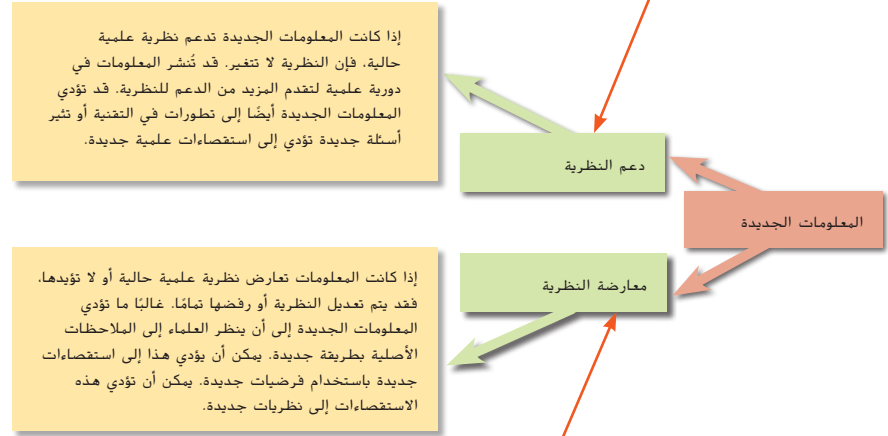 المعلومات الجديدة
دعم النظرية
إذا كانت المعلومات الجديدة تدعم نظرية علمية
حالية، فإن النظرية لا تتغير. قد تُنشر المعلومات في
دورية علمية لتقدم المزيد من الدعم للنظرية. قد تؤدي
المعلومات الجديدة أيضًا إلى تطورات في التقنية أو تثير
أسئلة جديدة تؤدي إلى استقصاءات علمية جديدة.
معارضة النظرية
إذا كانت المعلومات تعارض نظرية علمية حالية أو لا تؤيدها،
فقد يتم تعديل النظرية أو رفضها تمامًا. غالبًا ما تؤدي
المعلومات الجديدة إلى أن ينظر العلماء إلى الملاحظات
الأصلية بطريقة جديدة. يمكن أن يؤدي هذا إلى استقصاءات
جديدة باستخدام فرضيات جديدة. يمكن أن تؤدي هذه
الاستقصاءات إلى نظريات جديدة.